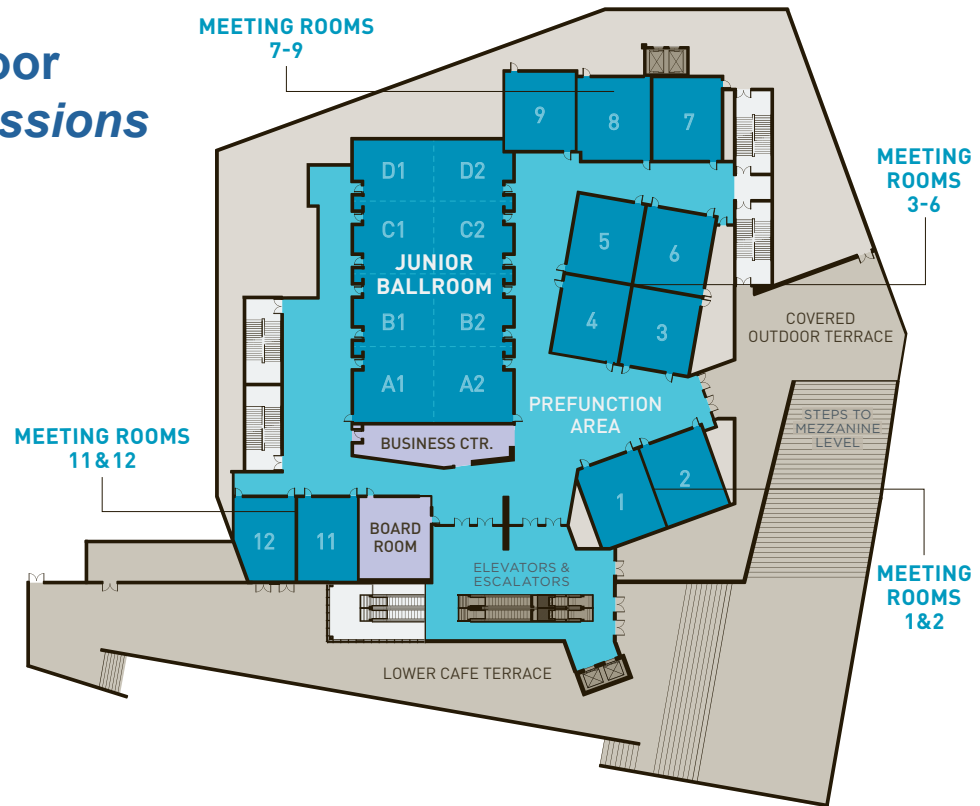 MEETING ROOMS
7-9
9
8
7
MEETING
ROOMS
3-6
D1
D2
C1
C2
JUNIOR
BALLROOM
B1
B2
A1
A2
5
6
4
3
COVERED
OUTDOOR TERRACE
PREFUNCTION
AREA
STEPS TO
MEZZANINE
LEVEL
MEETING ROOMS
11&12
BUSINESS CTR.
1
2
12
11
BOARD
ROOM
ELEVATORS &
ESCALATORS
MEETING
ROOMS
1&2
LOWER CAFE TERRACE